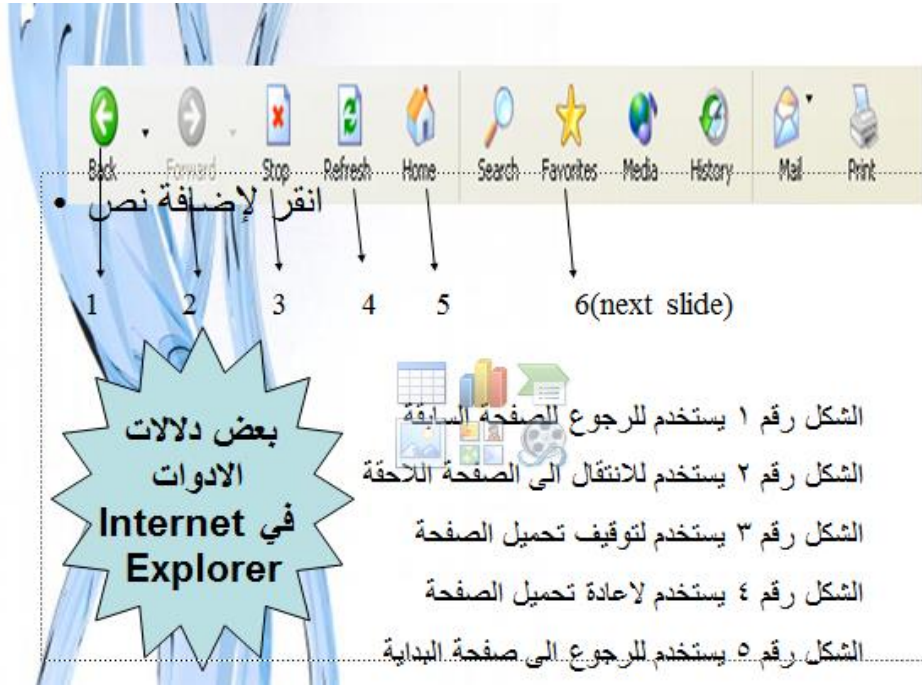 Back Forward Stop Refresh Home Search Favorites Media History Mail Print
• انقر لإضافة نص
1 2 3 4 5 6(next slide)
بعض دلالات
الادوات
في Internet
Explorer
الشكل رقم ١ يستخدم للرجوع للصفحة السابقة
الشكل رقم ٢ يستخدم للانتقال الى الصفحة اللاحقة
الشكل رقم ٣ يستخدم لتوقيف تحميل الصفحة
الشكل رقم ٤ يستخدم لاعادة تحميل الصفحة
الشكل رقم ٥ يستخدم للرجوع الى صفحة البداية